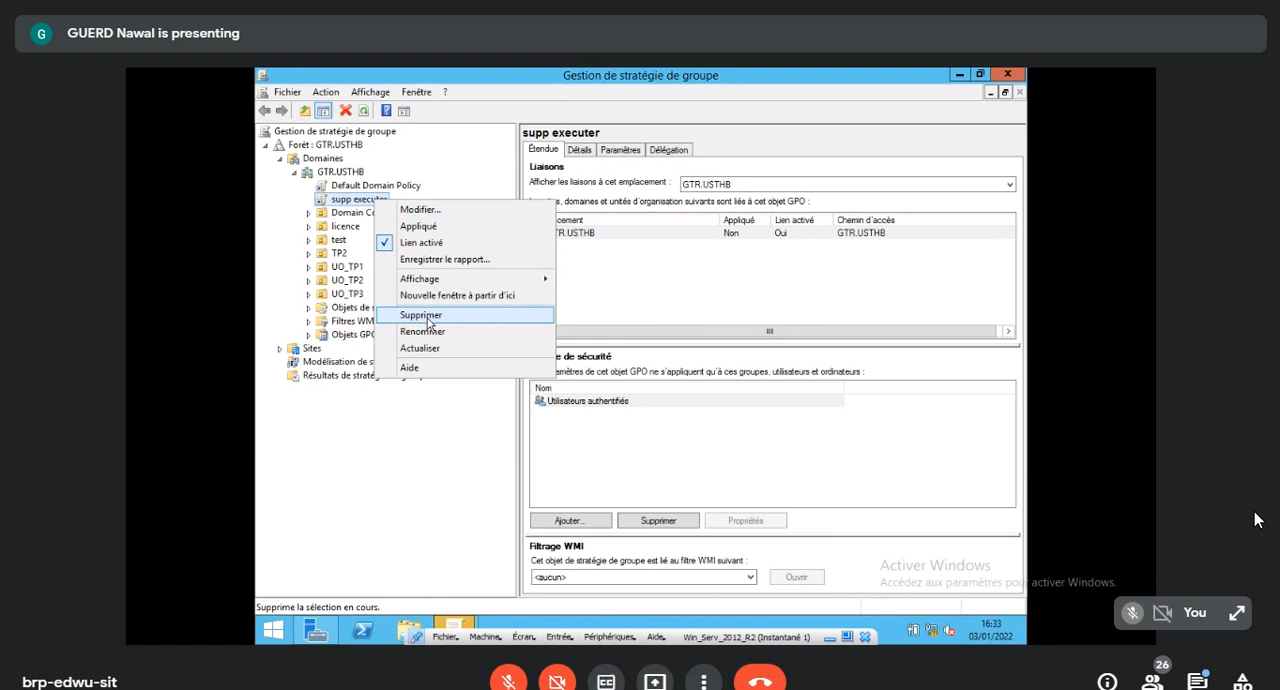 G GUERD Nawal is presenting
Gestion de stratégie de groupe
Fichier Action Affichage Fenêtre ?
Gestion de stratégie de groupe
Forêt : GTR.USTHB
Domaines
GTR.USTHB
Default Domain Policy
supp executer
Domain Co
licence
test
TP2
UO_TP1
UO_TP2
UO_TP3
Objets de s
Filtres WM
Objets GPO
Sites
Modélisation de s
Résultats de straté
Modifier...
Appliqué
Lien activé
Enregistrer le rapport...
Affichage
Nouvelle fenêtre à partir d'ici
Supprimer
Renommer
Actualiser
Aide
supp executer
Étendue Détails Paramètres Délégation
Liaisons
Afficher les liaisons à cet emplacement : GTR.USTHB
s, domaines et unités d'organisation suivants sont liés à cet objet GPO :
cement Appliqué Lien activé Chemin d'accès
TR.USTHB Non Oui GTR.USTHB
e de sécurité
amètres de cet objet GPO ne s'appliquent qu'à ces groupes, utilisateurs et ordinateurs :
Nom
Utilisateurs authentifiés
Ajouter... Supprimer Propriétés
Filtrage WMI
Cet objet de stratégie de groupe est lié au filtre WMI suivant :
<aucun> Ouvrir
Activer Windows
Accédez aux paramètres pour activer Windows.
Supprime la sélection en cours.
16:33
03/01/2022
Fichier Machine Écran Entrée Périphériques Aide Win_Serv_2012_R2 (Instantané 1)
You
26
brp-edwu-sit